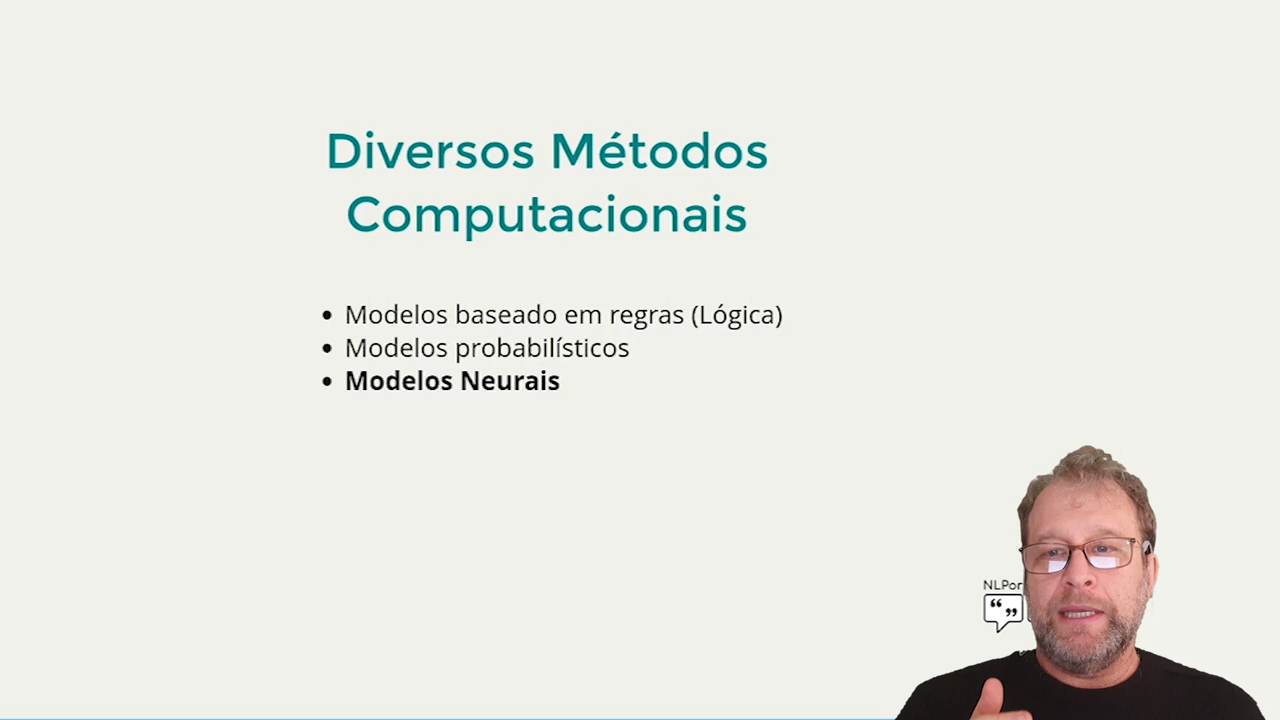 Diversos Métodos
Computacionais
• Modelos baseado em regras (Lógica)
• Modelos probabilísticos
• Modelos Neurais